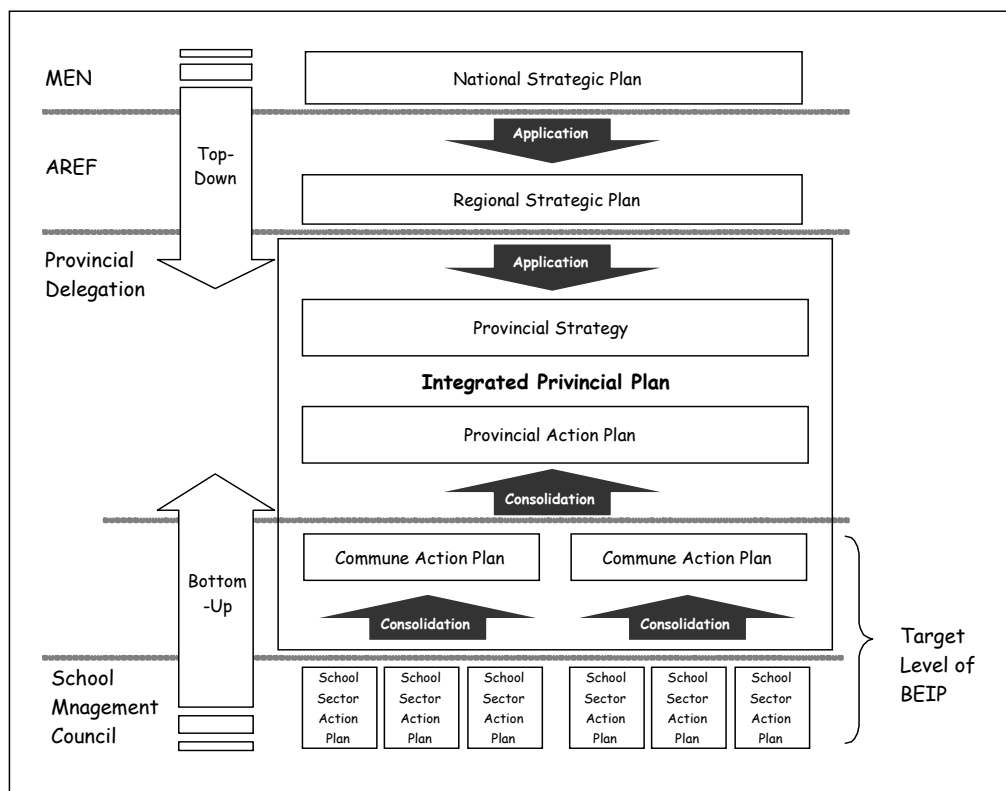 MEN
National Strategic Plan
Application
AREF
Top-
Down
Regional Strategic Plan
Provincial
Delegation
Application
Provincial Strategy
Integrated Privincial Plan
Provincial Action Plan
Consolidation
Commune Action Plan
Commune Action Plan
Bottom
-Up
Consolidation
Consolidation
Target
Level of
BEIP
School
Mnagement
Council
School
Sector
Action
Plan
School
Sector
Action
Plan
School
Sector
Action
Plan
School
Sector
Action
Plan
School
Sector
Action
Plan
School
Sector
Action
Plan